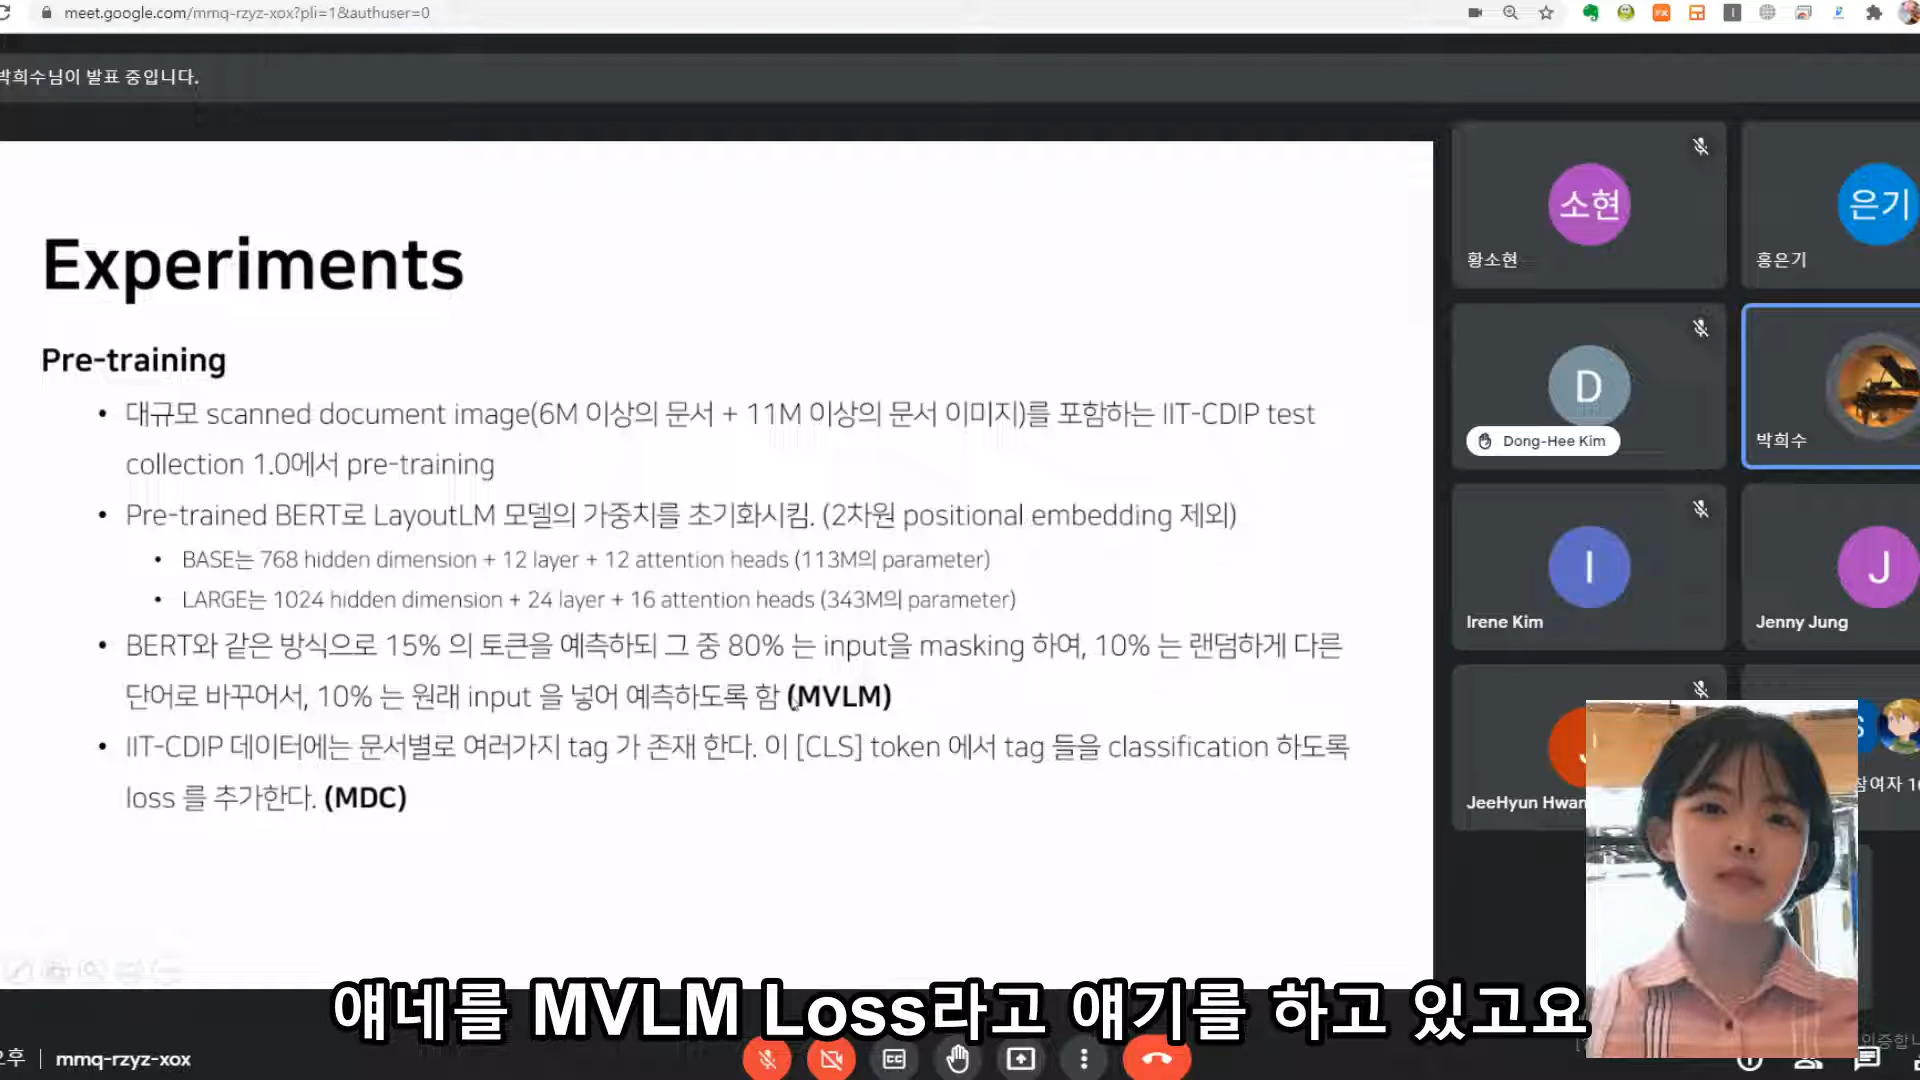 meet.google.com/mmq-rzyz-xox?pli=1&authuser=0
박희수님이 발표 중입니다.
Experiments
Pre-training
• 대규모 scanned document image(6M 이상의 문서 + 11M 이상의 문서 이미지)를 포함하는 IIT-CDIP test
collection 1.0에서 pre-training
• Pre-trained BERT로 LayoutLM 모델의 가중치를 초기화시킴. (2차원 positional embedding 제외)
• BASE는 768 hidden dimension + 12 layer + 12 attention heads (113M의 parameter)
• LARGE는 1024 hidden dimension + 24 layer + 16 attention heads (343M의 parameter)
• BERT와 같은 방식으로 15% 의 토큰을 예측하되 그 중 80% 는 input을 masking 하여, 10% 는 랜덤하게 다른
단어로 바꾸어서, 10% 는 원래 input 을 넣어 예측하도록 함 (MVLM)
• IIT-CDIP 데이터에는 문서별로 여러가지 tag 가 존재 한다. 이 [CLS] token 에서 tag 들을 classification 하도록
loss 를 추가한다. (MDC)
소현
황소현
은기
홍은기
D
Dong-Hee Kim
박희수
I
Irene Kim
J
Jenny Jung
JeeHyun Hwan
참여자
얘네를 MVLM Loss라고 얘기를 하고 있고요
mmq-rzyz-xox